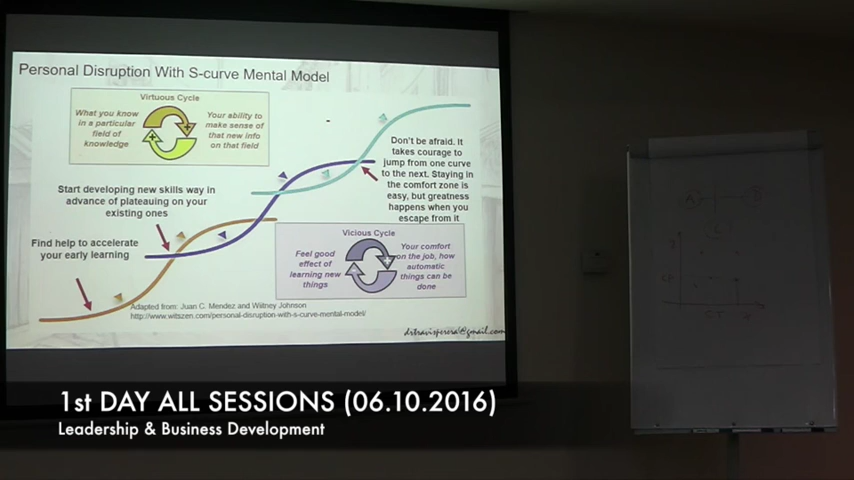 Personal Disruption With S-curve Mental Model
Virtuous Cycle
What you know
in a particular
field of
knowledge
Your ability to
make sense of
that new info
on that field
Don't be afraid. It
takes courage to
jump from one curve
to the next. Staying in
the comfort zone is
easy, but greatness
happens when you
escape from it
Start developing new skills way in
advance of plateauing on your
existing ones
Find help to accelerate
your early learning
Vicious Cycle
Feel good
effect of
learning new
things
Your comfort
on the job, how
automatic
things can be
done
Adapted from: Juan C. Mendez and Wiitney Johnson
http://www.witszen.com/personal-disruption-with-s-curve-mental-model/
drtravisperera@gmail.com
1st DAY ALL SESSIONS (06.10.2016)
Leadership & Business Development